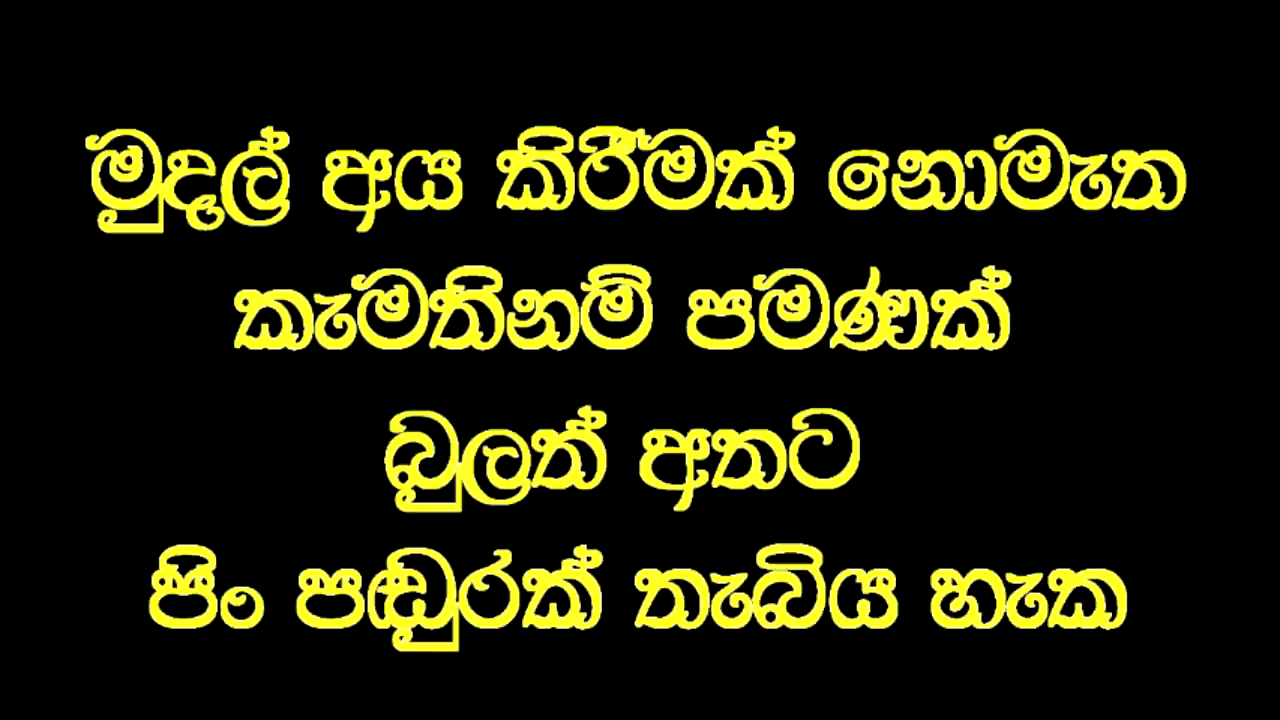 මුදල් අය කිරීමක් නොමැත
කැමතිනම් පමණක්
බුලත් අතට
පිං පඬුරක් තැබිය හැක